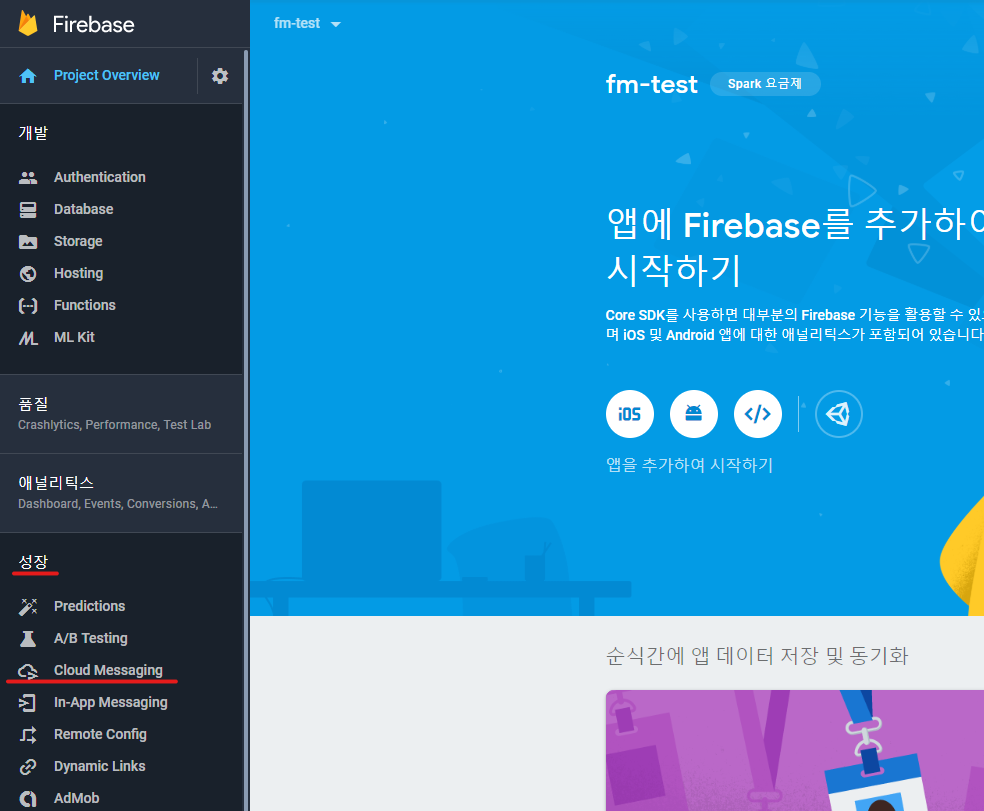 Firebase
Project Overview
개발
Authentication
Database
Storage
Hosting
Functions
ML Kit
품질
Crashlytics, Performance, Test Lab
애널리틱스
Dashboard, Events, Conversions, A...
성장
Predictions
A/B Testing
Cloud Messaging
In-App Messaging
Remote Config
Dynamic Links
AdMob
fm-test
fm-test Spark 요금제
앱에 Firebase를 추가하여
시작하기
Core SDK를 사용하면 대부분의 Firebase 기능을 활용할 수 있으
며 iOS 및 Android 앱에 대한 애널리틱스가 포함되어 있습니다
iOS </>
앱을 추가하여 시작하기
순식간에 앱 데이터 저장 및 동기화